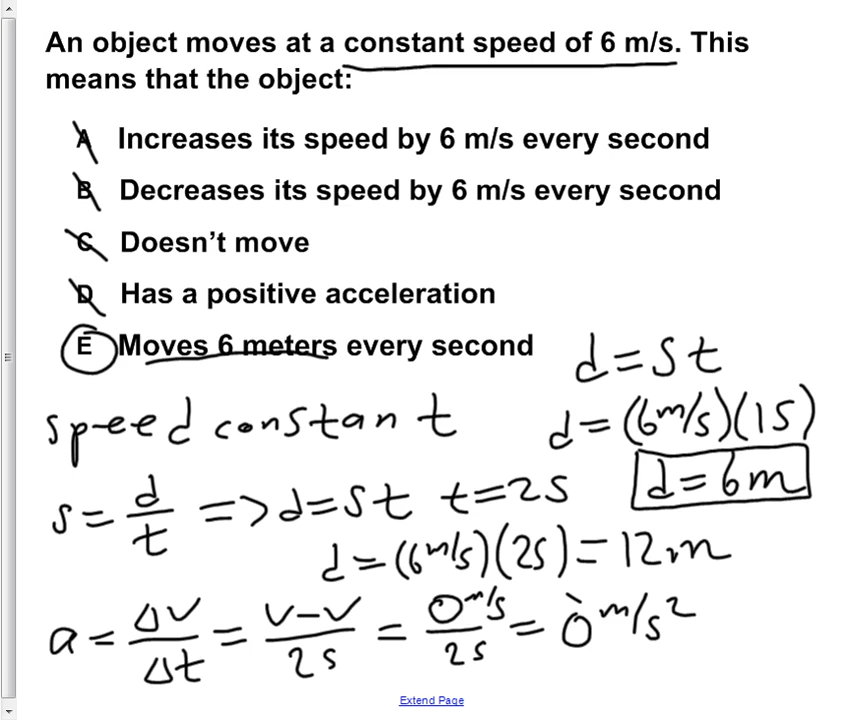 An object moves at a constant speed of 6 m/s. This
means that the object:
A Increases its speed by 6 m/s every second
B Decreases its speed by 6 m/s every second
C Doesn't move
D Has a positive acceleration
E Moves 6 meters every second
d=st
speed constant
d=(6m/s)(1s)
d=6m
s=d/t => d=st t=2s
d=(6m/s)(2s)=12m
a=Δv/Δt = v-v/2s = 0m/s/2s = 0 m/s²
Extend Page